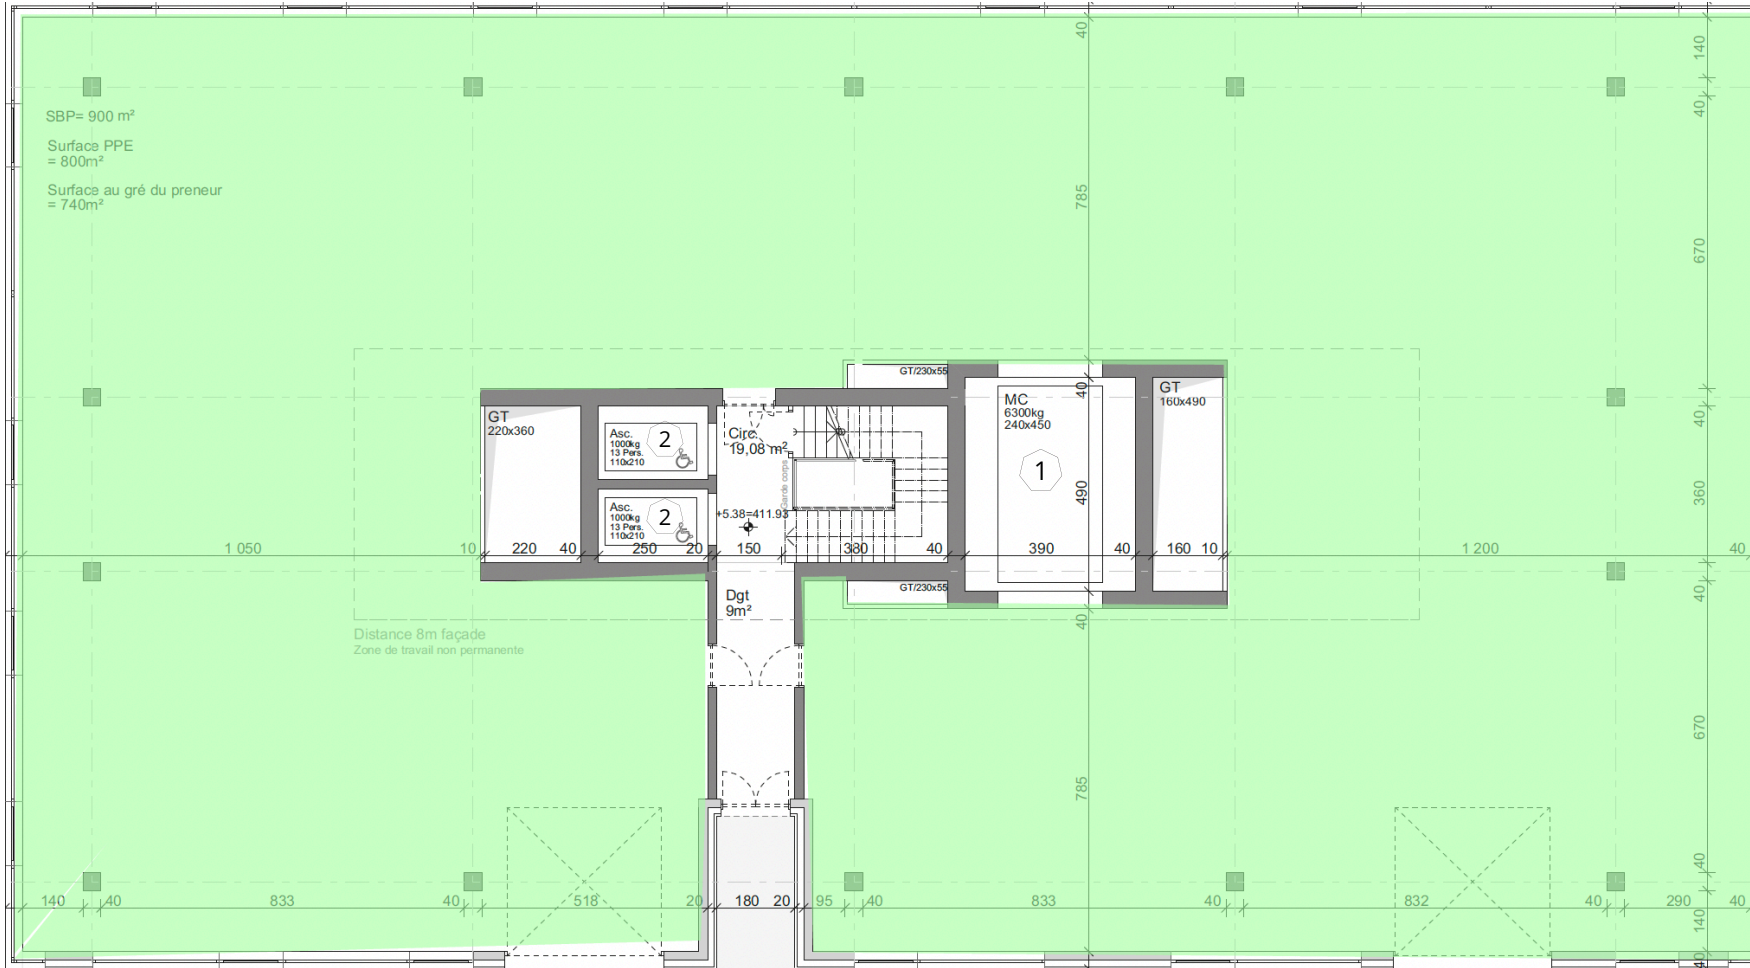 40
140
40
SBP= 900 m²
Surface PPE
= 800m²
Surface au gré du preneur
= 740m²
785
670
GT/230x55
GT
220x360
Asc.
1000kg
13 Pers.
110x210
2
Circ.
19,08 m²
Garde corps
MC
6300kg
240x450
40
GT
160x490
40
1
490
360
Asc.
1000kg
13 Pers.
110x210
2
+5.38=411.93
1 050
10
220
40
250
20
150
380
40
390
40
160
10
1 200
40
GT/230x55
Dgt
9m²
40
40
Distance 8m façade
Zone de travail non permanente
670
785
40
140
40
833
40
518
20
180
20
95
40
833
40
832
40
290
40
140
40